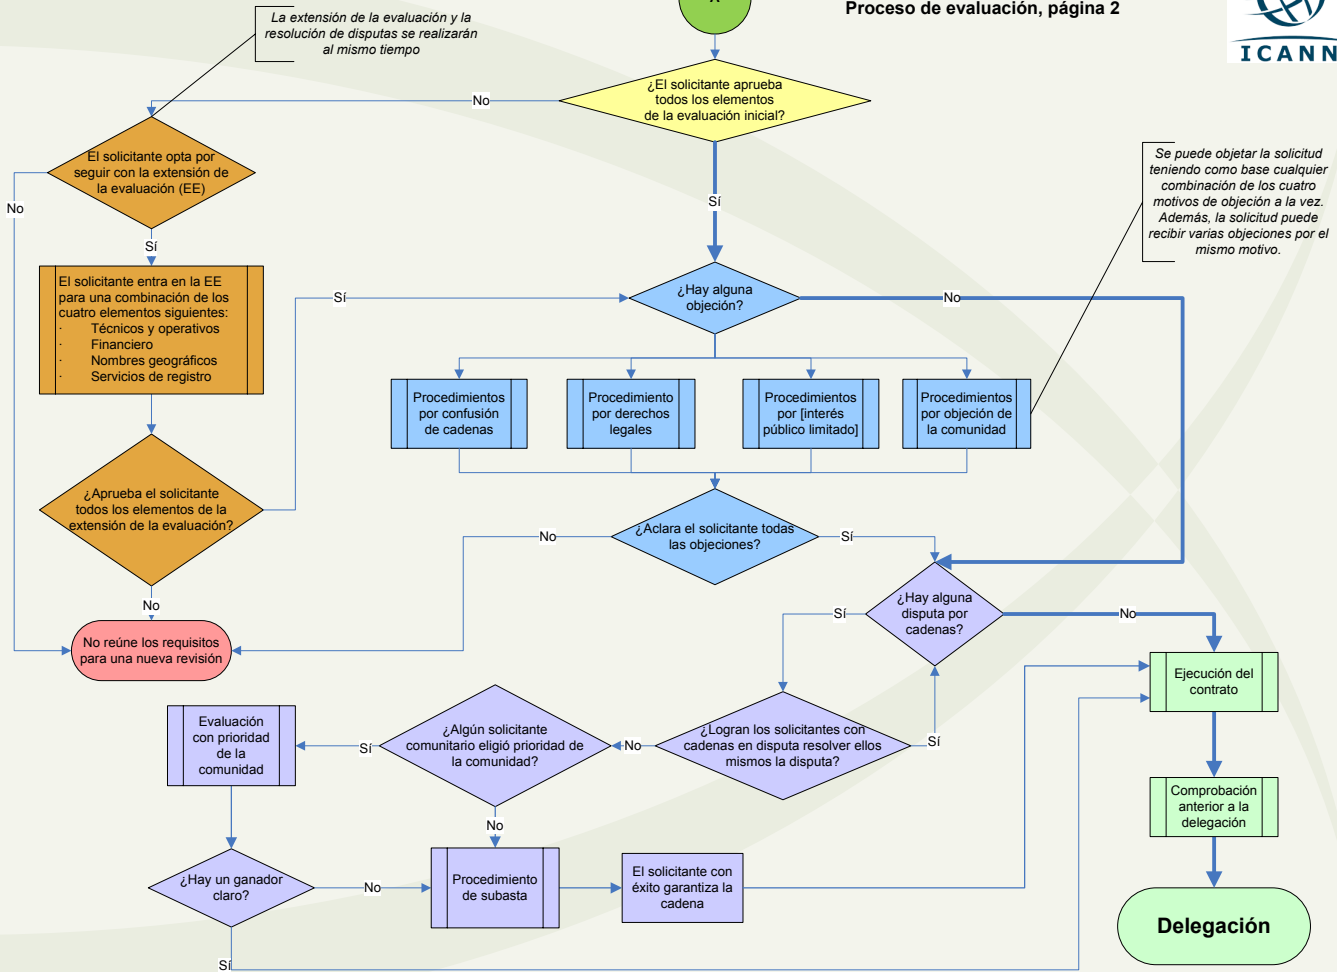 La extensión de la evaluación y la
resolución de disputas se realizarán
al mismo tiempo
Proceso de evaluación, página 2
ICANN
¿El solicitante aprueba
todos los elementos
de la evaluación inicial?
No
El solicitante opta por
seguir con la extensión de
la evaluación (EE)
No
Sí
Sí
Se puede objetar la solicitud
teniendo como base cualquier
combinación de los cuatro
motivos de objeción a la vez.
Además, la solicitud puede
recibir varias objeciones por el
mismo motivo.
El solicitante entra en la EE
para una combinación de los
cuatro elementos siguientes:
· Técnicos y operativos
· Financiero
· Nombres geográficos
· Servicios de registro
Sí
¿Hay alguna
objeción?
No
Procedimientos
por confusión
de cadenas
Procedimiento
por derechos
legales
Procedimientos
por [interés
público limitado]
Procedimientos
por objeción de
la comunidad
¿Aprueba el solicitante
todos los elementos de la
extensión de la evaluación?
No
¿Aclara el solicitante todas
las objeciones?
Sí
No
No reúne los requisitos
para una nueva revisión
Sí
¿Hay alguna
disputa por
cadenas?
No
Ejecución del
contrato
Evaluación
con prioridad
de la
comunidad
Sí
¿Algún solicitante
comunitario eligió prioridad de
la comunidad?
No
¿Logran los solicitantes con
cadenas en disputa resolver ellos
mismos la disputa?
Sí
Comprobación
anterior a la
delegación
No
¿Hay un ganador
claro?
No
Procedimiento
de subasta
El solicitante con
éxito garantiza la
cadena
Delegación
Sí